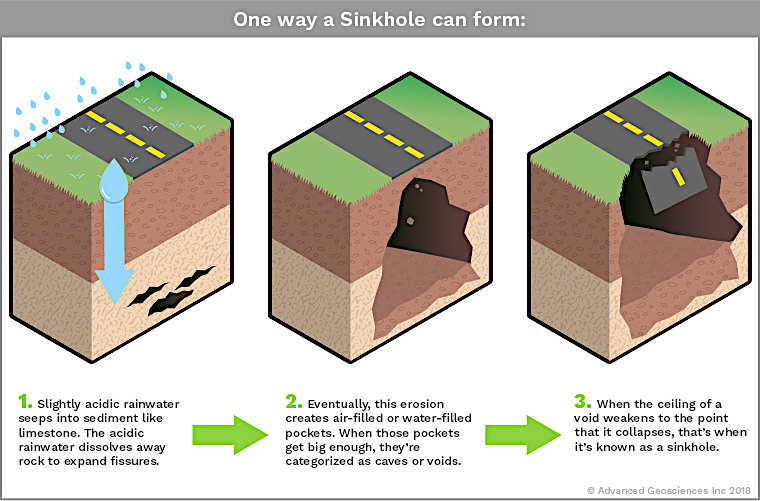 One way a Sinkhole can form:
1. Slightly acidic rainwater
seeps into sediment like
limestone. The acidic
rainwater dissolves away
rock to expand fissures.
2. Eventually, this erosion
creates air-filled or water-filled
pockets. When those pockets
get big enough, they're
categorized as caves or voids.
3. When the ceiling of a
void weakens to the point
that it collapses, that's when
it's known as a sinkhole.
© Advanced Geosciences Inc 2018